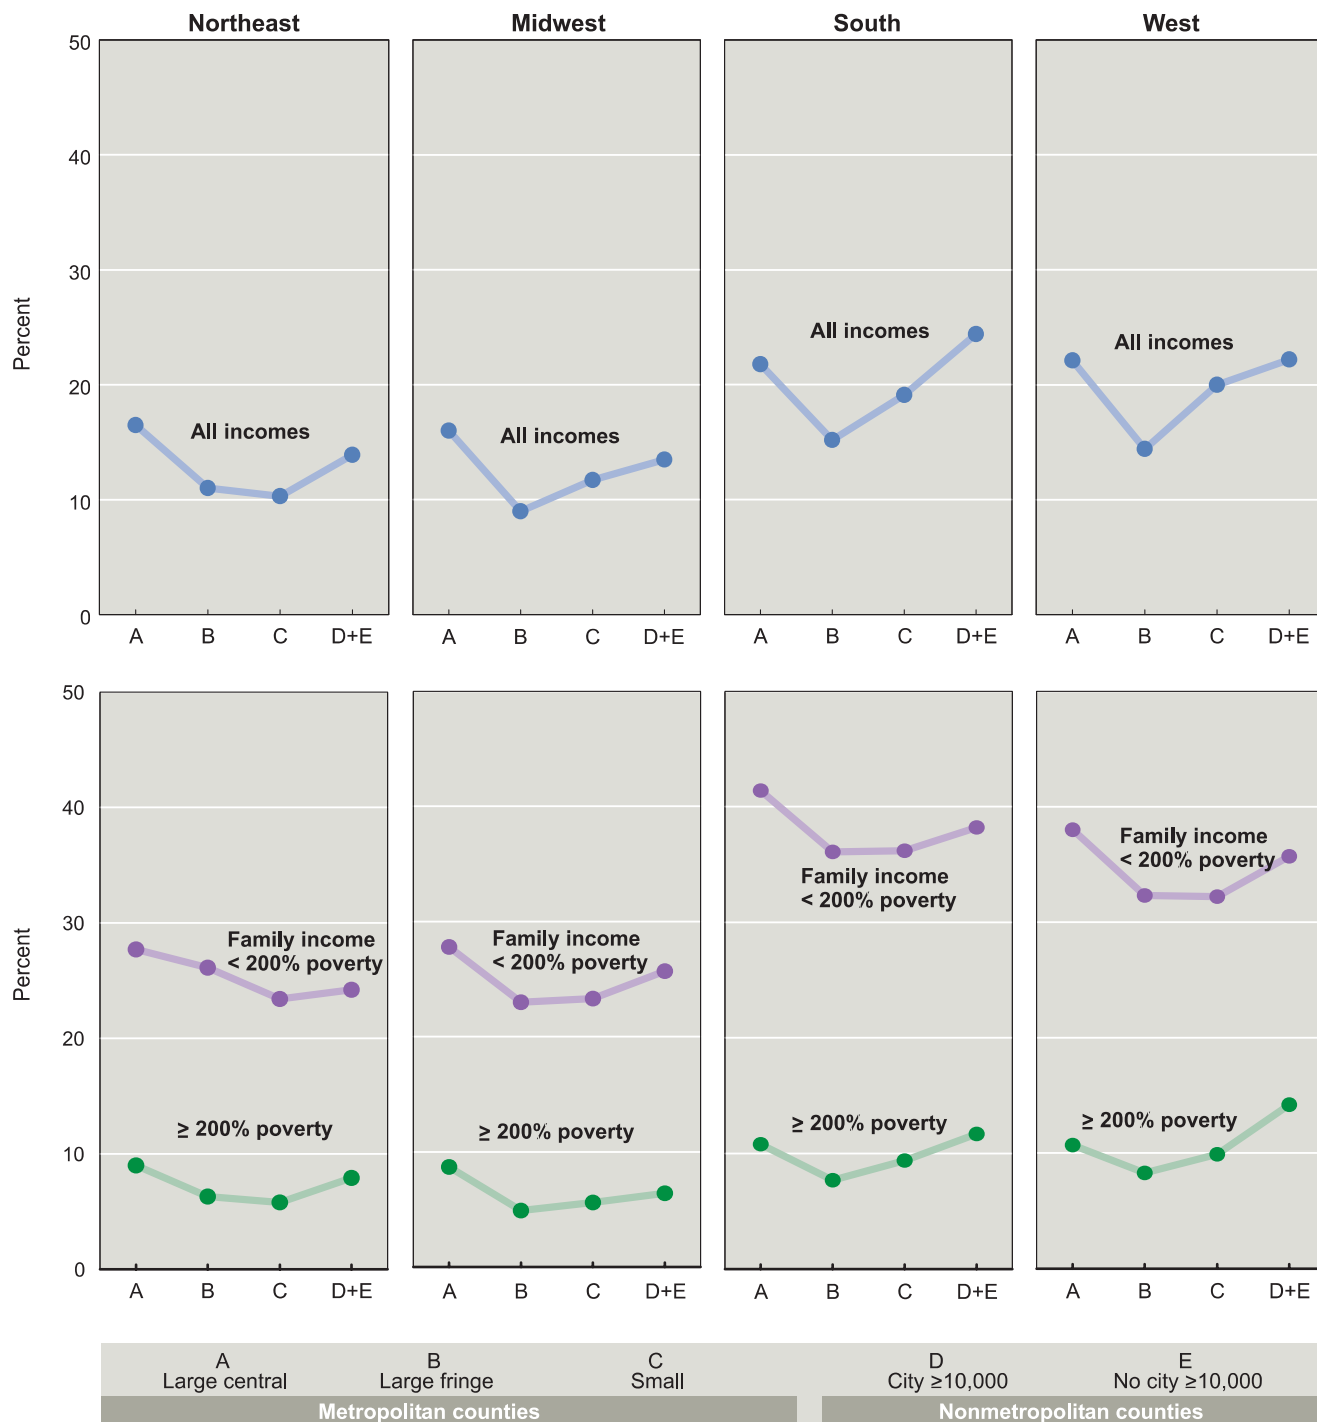 Northeast Midwest South West
50
40
30
20
10
0
Percent
All incomes
All incomes
All incomes
All incomes
A B C D+E
A B C D+E
A B C D+E
A B C D+E
50
40
30
20
10
0
Percent
Family income
< 200% poverty
≥ 200% poverty
Family income
< 200% poverty
≥ 200% poverty
Family income
< 200% poverty
≥ 200% poverty
Family income
< 200% poverty
≥ 200% poverty
A B C D+E
A B C D+E
A B C D+E
A B C D+E
A B C D E
Large central Large fringe Small City ≥10,000 No city ≥10,000
Metropolitan counties Nonmetropolitan counties